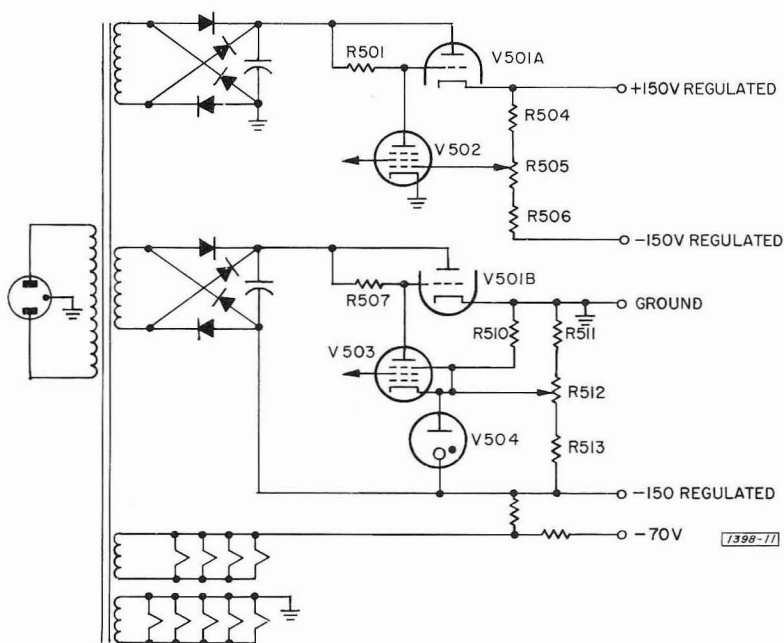 R501
V501A
+150V REGULATED
R504
V502
R505
R506
-150V REGULATED
V501B
R507
GROUND
R510
R511
V503
R512
V504
R513
-150 REGULATED
-70V
1398-11